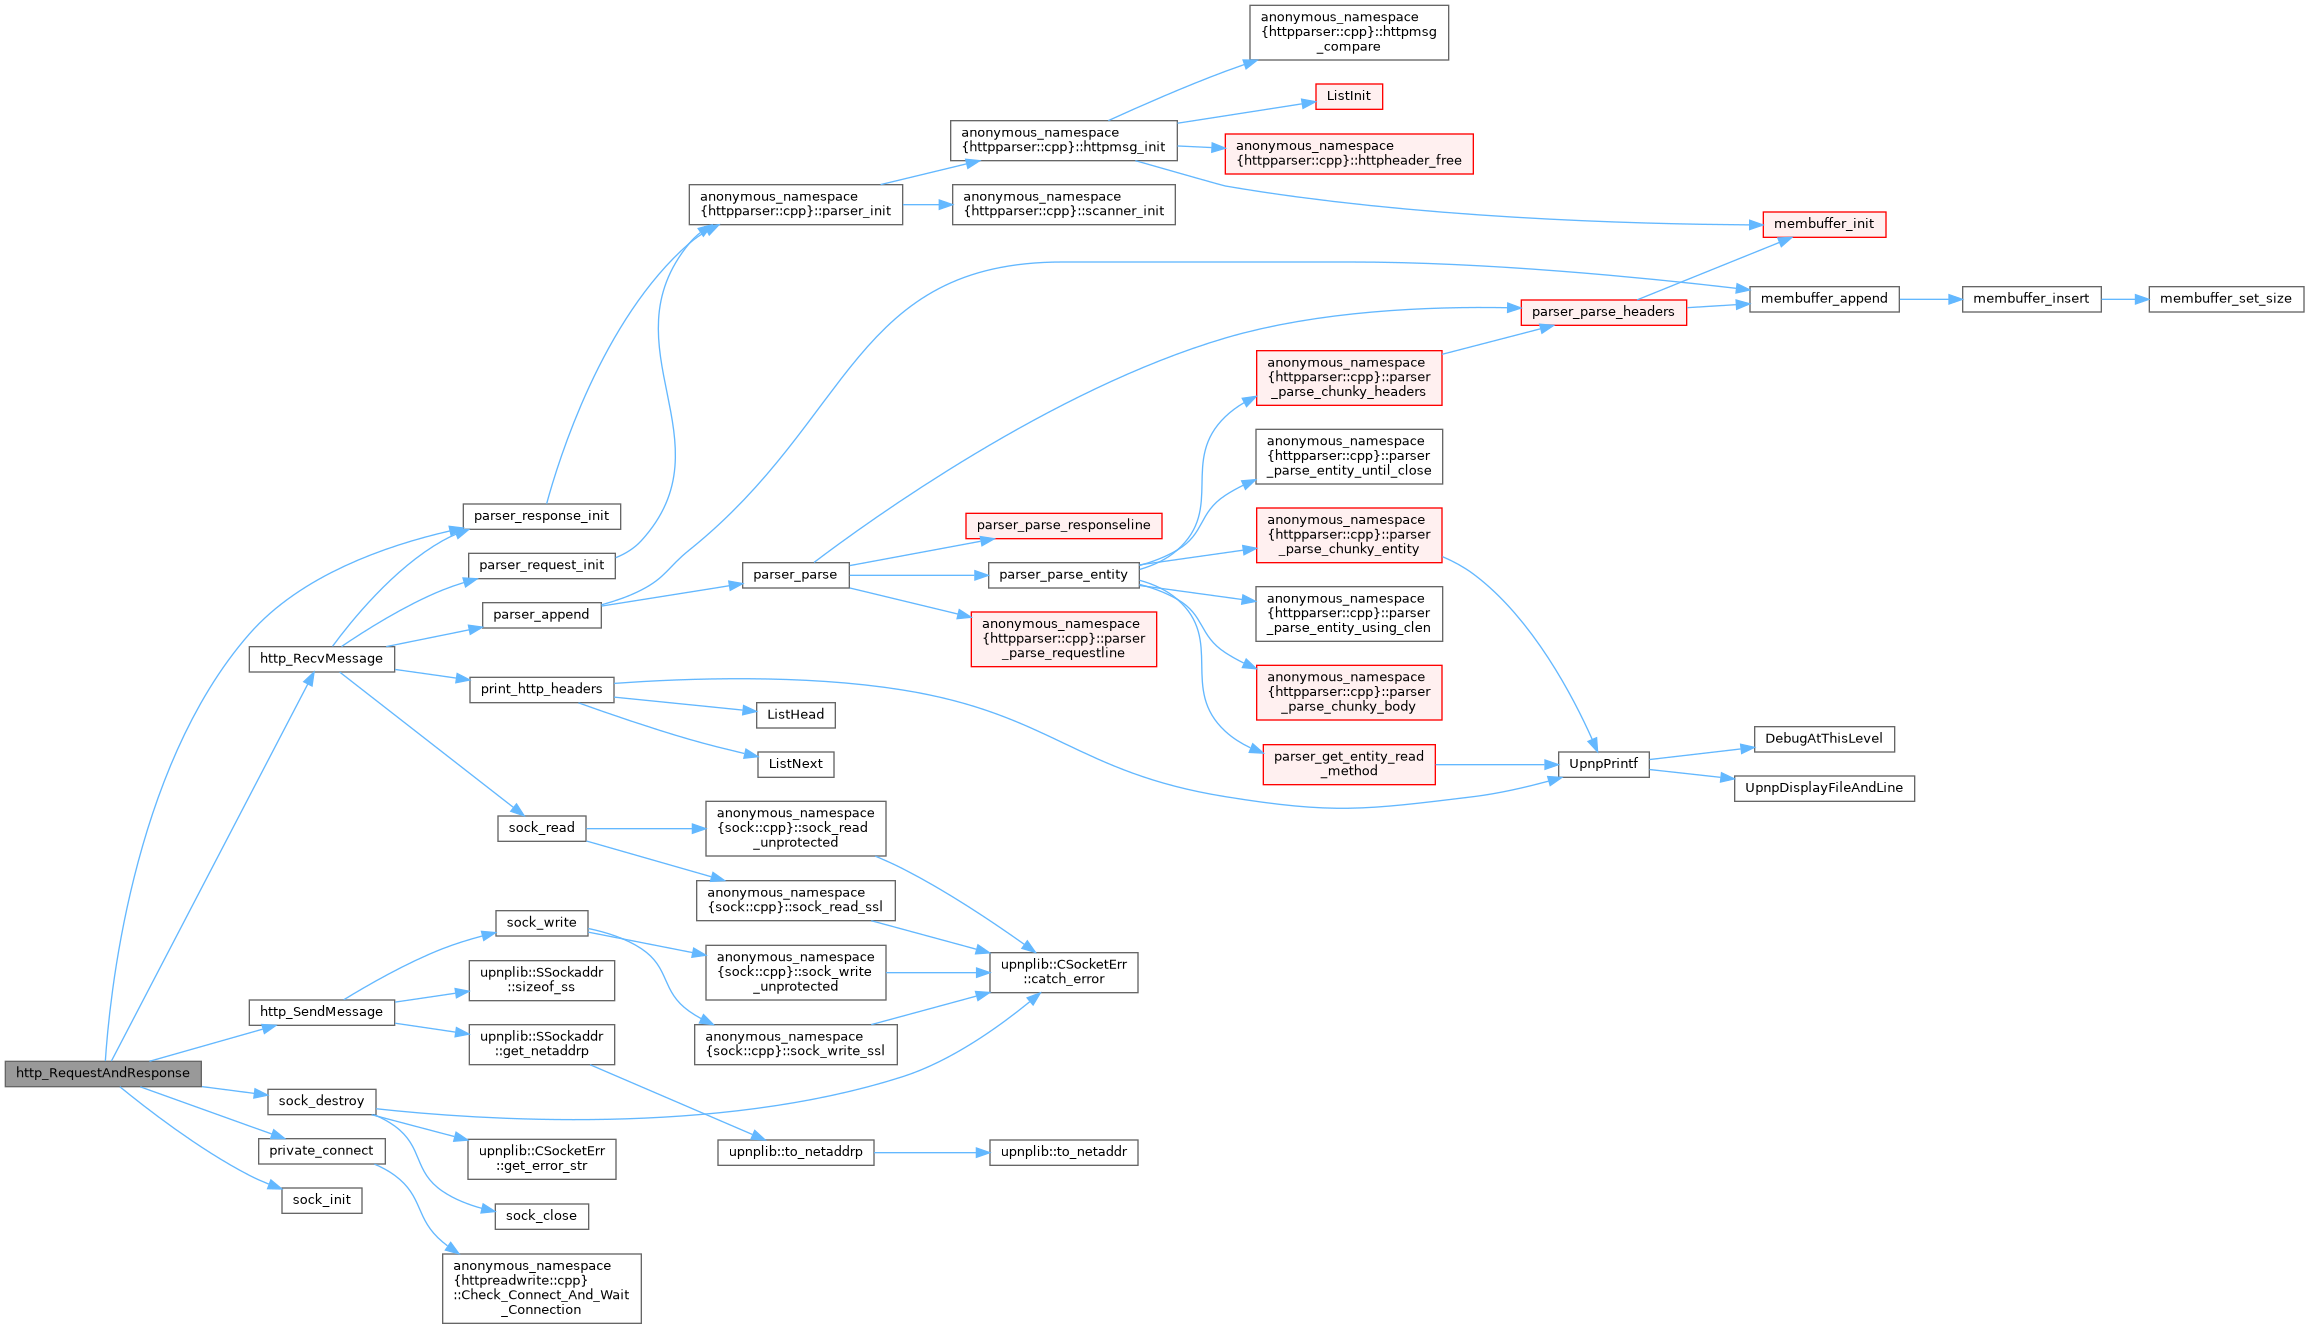 anonymous_namespace
{httpparser::cpp}::httpmsg
_compare
ListInit
anonymous_namespace
{httpparser::cpp}::httpmsg_init
anonymous_namespace
{httpparser::cpp}::httpheader_free
anonymous_namespace
{httpparser::cpp}::parser_init
anonymous_namespace
{httpparser::cpp}::scanner_init
membuffer_init
membuffer_append
membuffer_insert
membuffer_set_size
parser_parse_headers
anonymous_namespace
{httpparser::cpp}::parser
_parse_chunky_headers
anonymous_namespace
{httpparser::cpp}::parser
_parse_entity_until_close
parser_response_init
parser_parse_responseline
anonymous_namespace
{httpparser::cpp}::parser
_parse_chunky_entity
parser_request_init
parser_parse
parser_parse_entity
parser_append
anonymous_namespace
{httpparser::cpp}::parser
_parse_entity_using_clen
anonymous_namespace
{httpparser::cpp}::parser
_parse_requestline
http_RecvMessage
print_http_headers
anonymous_namespace
{httpparser::cpp}::parser
_parse_chunky_body
ListHead
ListNext
parser_get_entity_read
_method
UpnpPrintf
DebugAtThisLevel
UpnpDisplayFileAndLine
sock_read
anonymous_namespace
{sock::cpp}::sock_read
_unprotected
anonymous_namespace
{sock::cpp}::sock_read_ssl
sock_write
anonymous_namespace
{sock::cpp}::sock_write
_unprotected
upnplib::CSocketErr
::catch_error
upnplib::SSockaddr
::sizeof_ss
http_SendMessage
upnplib::SSockaddr
::get_netaddrp
anonymous_namespace
{sock::cpp}::sock_write_ssl
http_RequestAndResponse
sock_destroy
private_connect
upnplib::CSocketErr
::get_error_str
upnplib::to_netaddrp
upnplib::to_netaddr
sock_init
sock_close
anonymous_namespace
{httpreadwrite::cpp}
::Check_Connect_And_Wait
_Connection